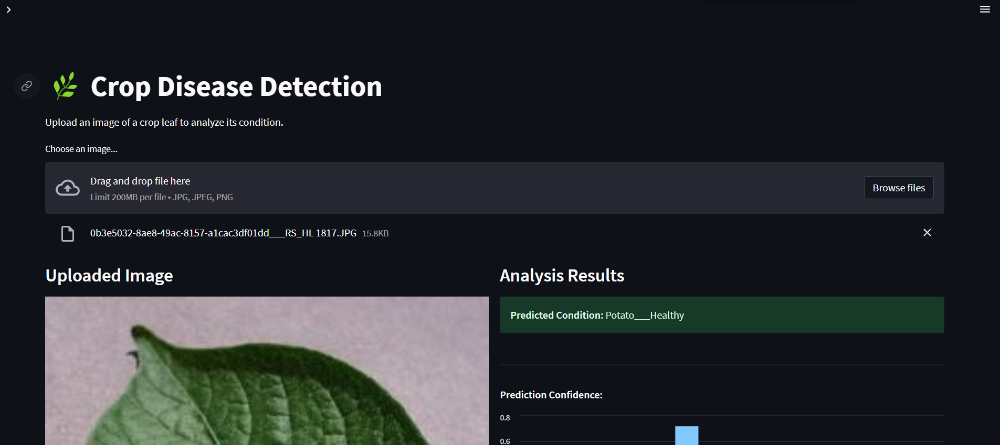 Crop Disease Detection
Upload an image of a crop leaf to analyze its condition.
Choose an image...
Drag and drop file here
Limit 200MB per file • JPG, JPEG, PNG
Browse files
0b3e5032-8ae8-49ac-8157-a1cac3df01dd___RS_HL 1817.JPG 15.8KB
Uploaded Image
Analysis Results
Predicted Condition: Potato___Healthy
Prediction Confidence:
0.8
0.6